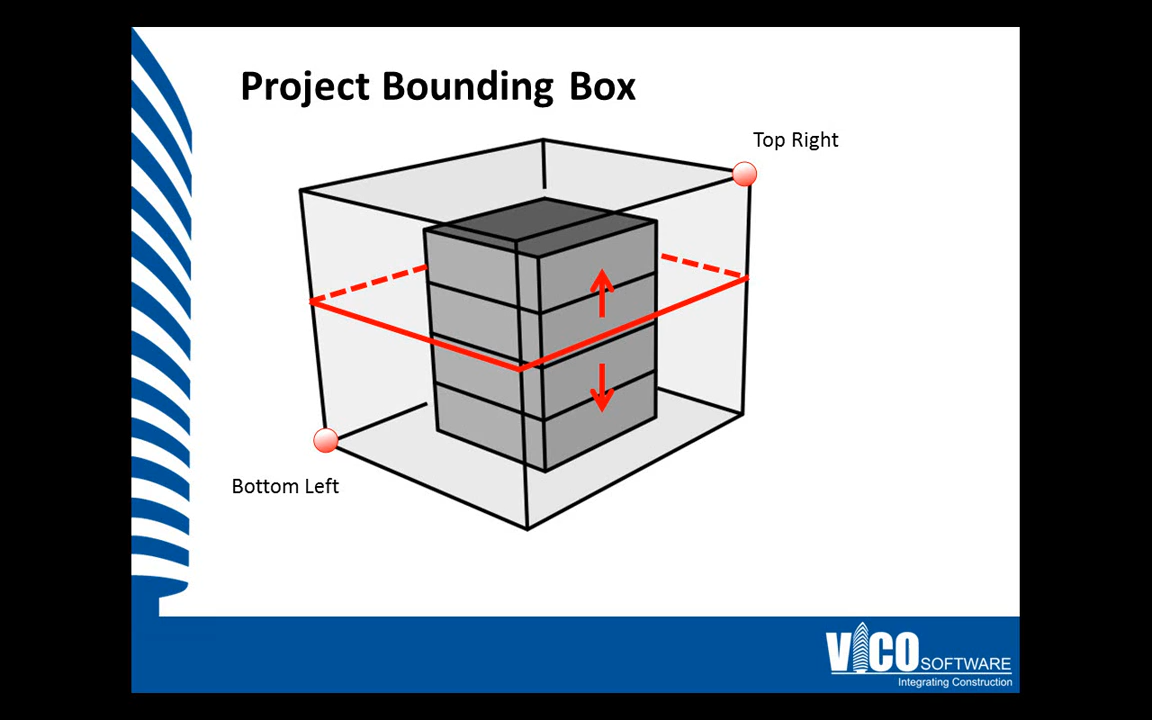 Project Bounding Box
Top Right
Bottom Left
VICO SOFTWARE
Integrating Construction